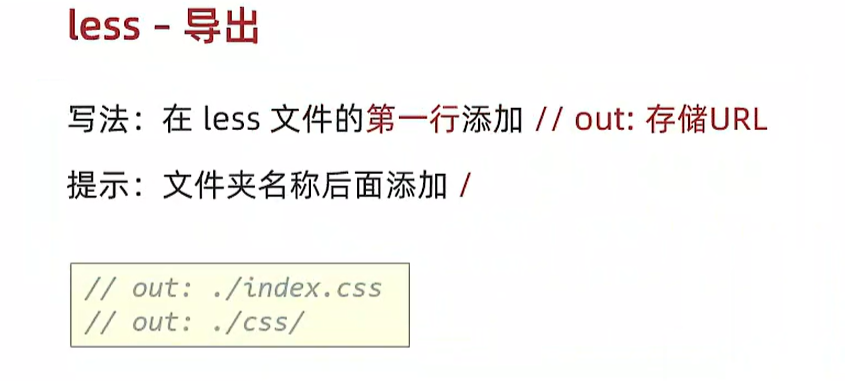 less – 导出
写法：在 less 文件的第一行添加 // out: 存储URL
提示：文件夹名称后面添加 /
// out: ./index.css
// out: ./css/